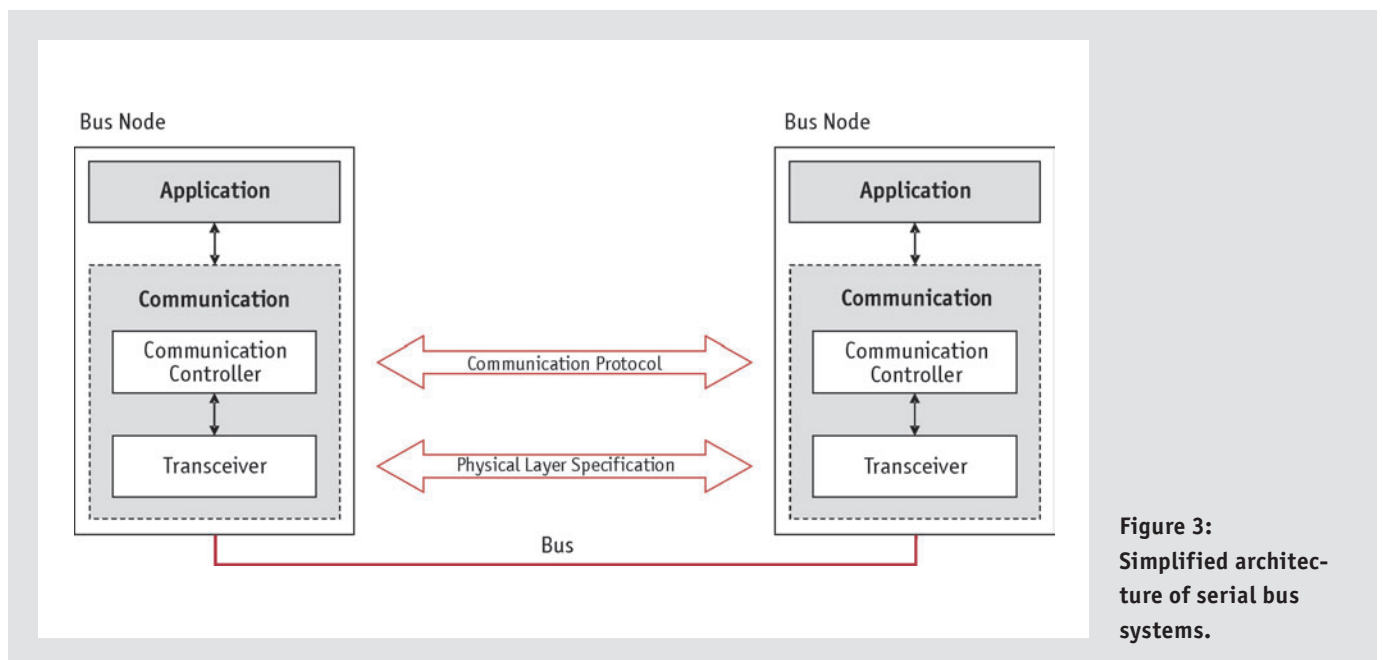 Bus Node
Application
Communication
Communication
Controller
Transceiver
Communication Protocol
Physical Layer Specification
Bus
Bus Node
Application
Communication
Communication
Controller
Transceiver
Figure 3:
Simplified architec-
ture of serial bus
systems.